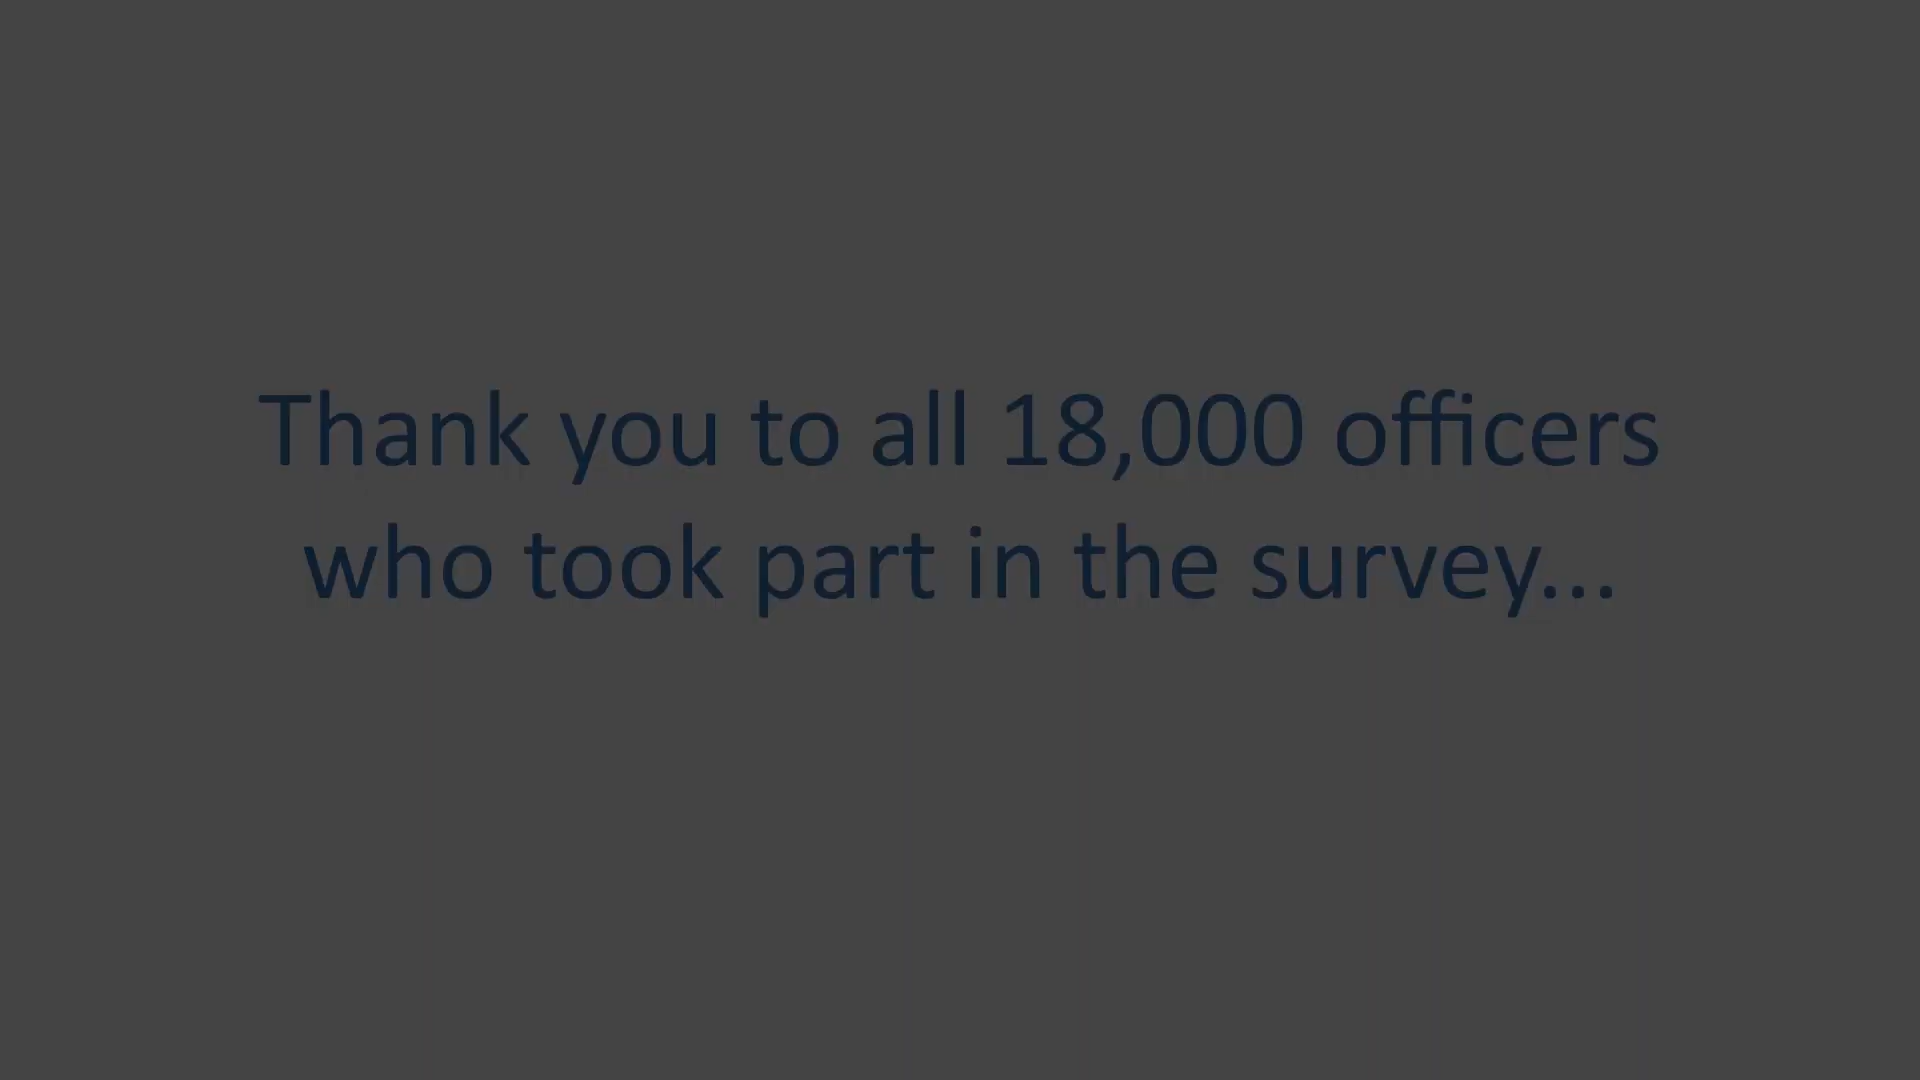 Thank you to all 18,000 officers
who took part in the survey...